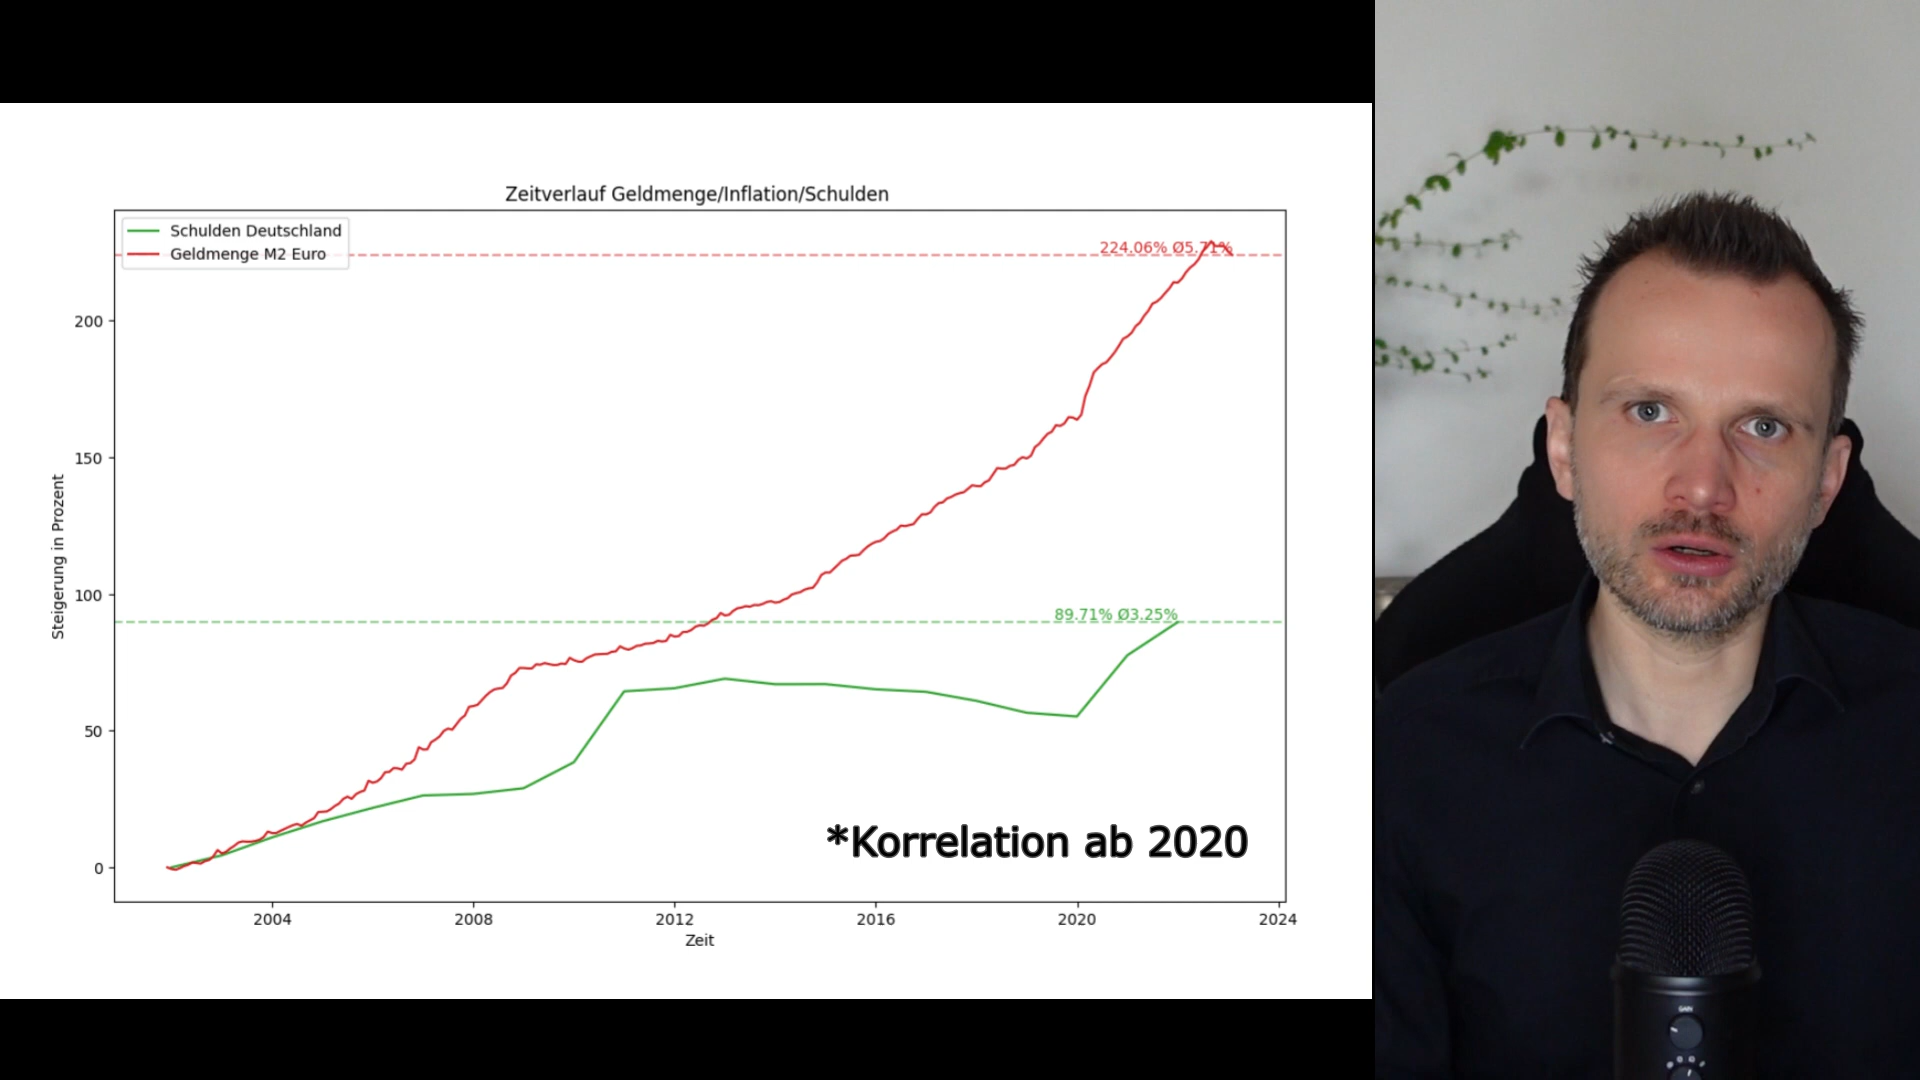 Zeitverlauf Geldmenge/Inflation/Schulden
Schulden Deutschland
Geldmenge M2 Euro
224.06% Ø5.71%
89.71% Ø3.25%
Steigerung in Prozent
200
150
100
50
0
*Korrelation ab 2020
2004 2008 2012 2016 2020 2024
Zeit
GAIN